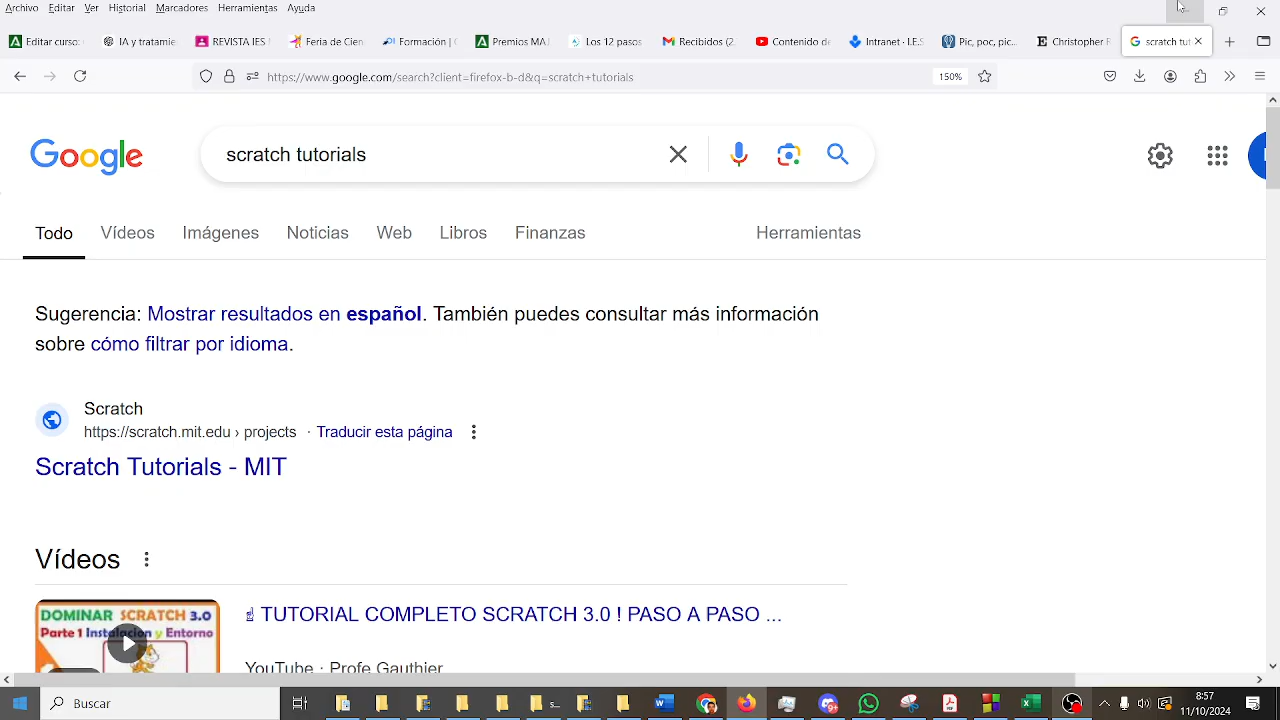 Archivo Editar Ver Historial Marcadores Herramientas Ayuda
Editar curso:
IA y tratamie
REVISTA IES
Feria de Cien
Formación | C
Premios MA
Los 12 pasos
Recibidos (2
Contenido de
Intranet - I.E.S
Pic, poc, pic...
Christopher R
scratch t
https://www.google.com/search?client=firefox-b-d&q=scratch+tutorials
150%
Google
scratch tutorials
Todo Vídeos Imágenes Noticias Web Libros Finanzas Herramientas
Sugerencia: Mostrar resultados en español. También puedes consultar más información
sobre cómo filtrar por idioma.
Scratch
https://scratch.mit.edu › projects · Traducir esta página
Scratch Tutorials - MIT
Vídeos
DOMINAR SCRATCH 3.0
Parte 1 Instalacion y Entorno
☝ TUTORIAL COMPLETO SCRATCH 3.0 ! PASO A PASO ...
YouTube · Profe Gauthier
Buscar
8:57
11/10/2024